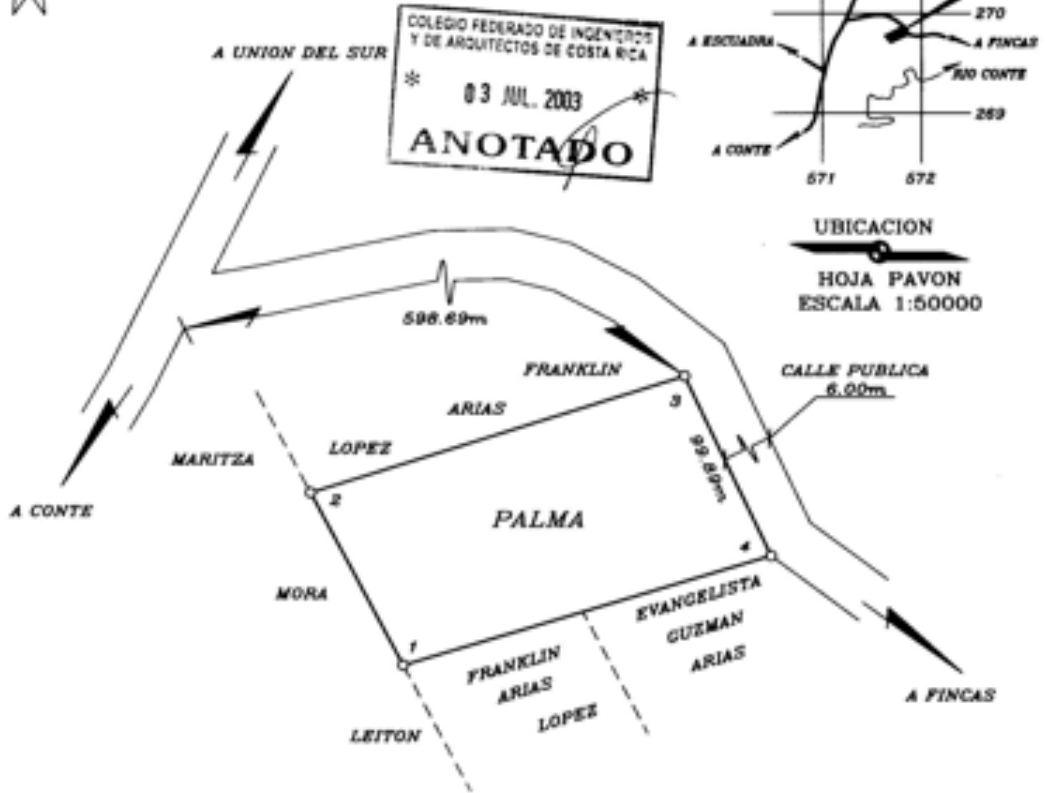 COLEGIO FEDERADO DE INGENIEROS
Y DE ARQUITECTOS DE COSTA RICA
* 03 JUL. 2003 *
ANOTADO
A UNION DEL SUR
270
A ESCUADRA
A FINCAS
RIO CONTE
269
A CONTE
571 572
UBICACION
HOJA PAVON
ESCALA 1:50000
598.69m
CALLE PUBLICA
6.00m
FRANKLIN
ARIAS
LOPEZ
3
99.89m
MARITZA
2
A CONTE
PALMA
4
MORA
1
EVANGELISTA
GUZMAN
ARIAS
FRANKLIN
ARIAS
LOPEZ
A FINCAS
LEITON